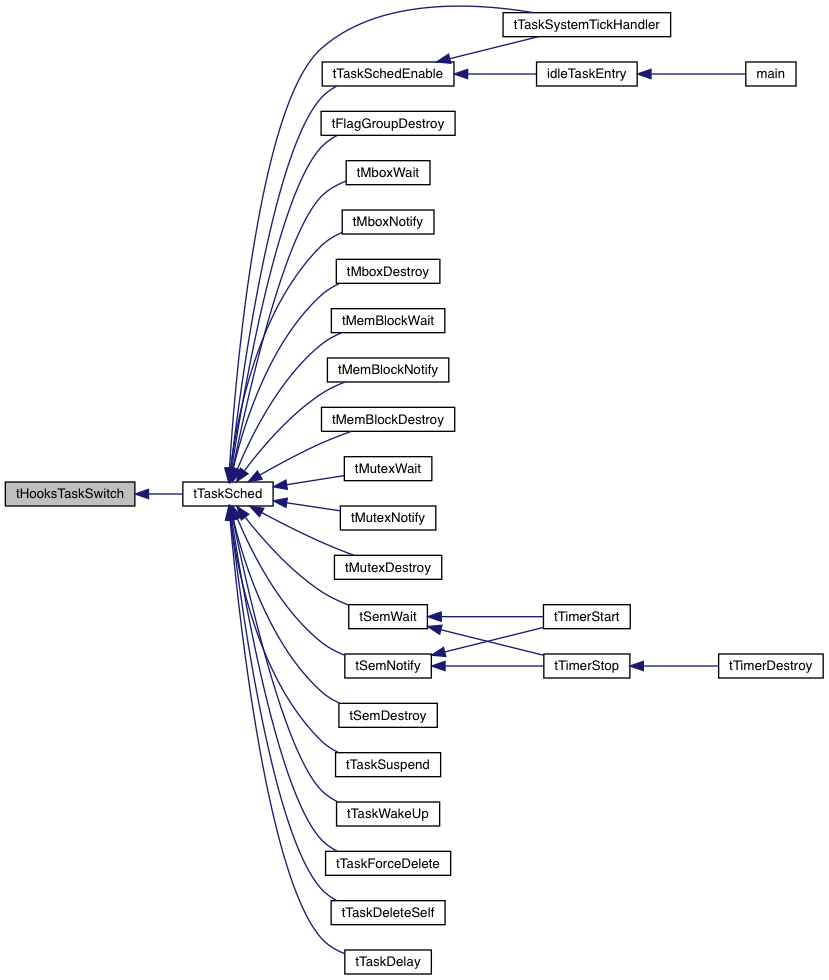 tTaskSystemTickHandler
tTaskSchedEnable
idleTaskEntry
main
tFlagGroupDestroy
tMboxWait
tMboxNotify
tMboxDestroy
tMemBlockWait
tMemBlockNotify
tMemBlockDestroy
tMutexWait
tHooksTaskSwitch
tTaskSched
tMutexNotify
tMutexDestroy
tSemWait
tTimerStart
tSemNotify
tTimerStop
tTimerDestroy
tSemDestroy
tTaskSuspend
tTaskWakeUp
tTaskForceDelete
tTaskDeleteSelf
tTaskDelay